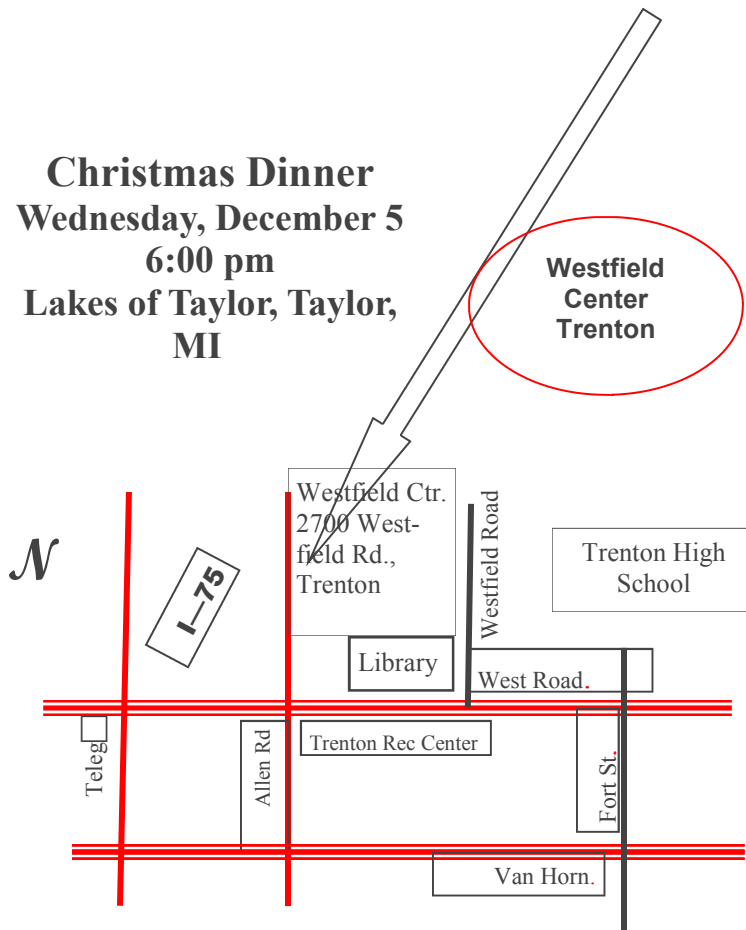 Christmas Dinner
Wednesday, December 5
6:00 pm
Lakes of Taylor, Taylor,
MI
Westfield
Center
Trenton
Westfield Ctr.
2700 West-
field Rd.,
Trenton
Westfield Road
Trenton High
School
N
I—75
Library
West Road.
Teleg
Allen Rd
Trenton Rec Center
Fort St.
Van Horn.